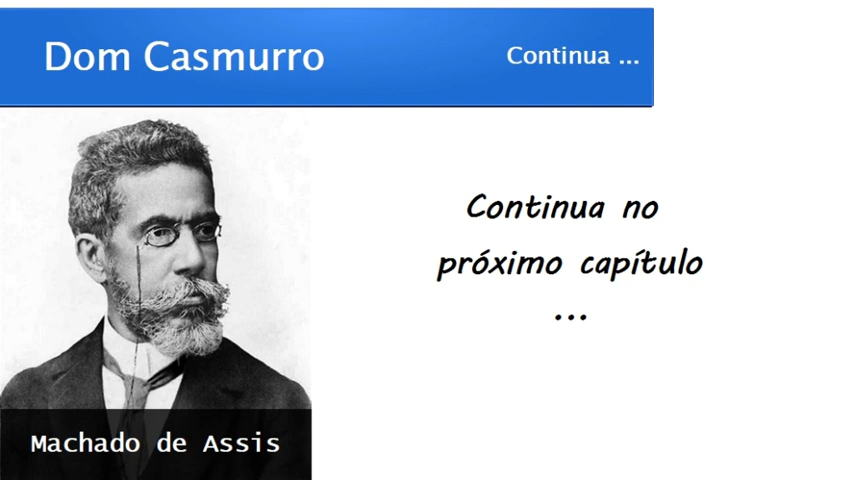 Dom Casmurro
Continua ...
Continua no
próximo capítulo
...
Machado de Assis